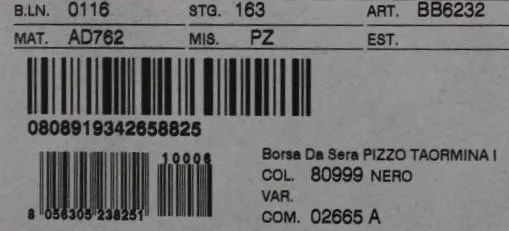 B.LN. 0116 STG. 163 ART. BB6232
MAT. AD762 MIS. PZ EST.
0808919342658825
10006
Borsa Da Sera PIZZO TAORMINA I
COL. 80999 NERO
VAR.
8 056305 238251
COM. 02665 A